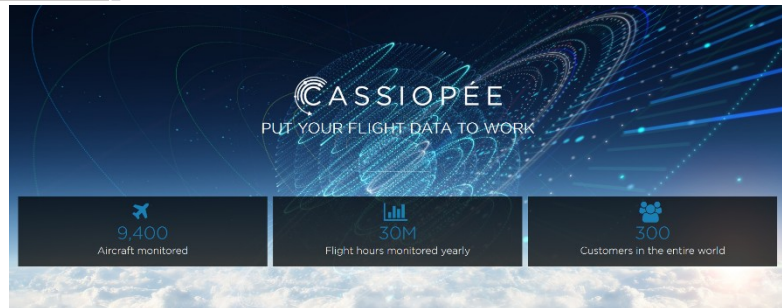 CASSIOPÉE
PUT YOUR FLIGHT DATA TO WORK
9,400
Aircraft monitored
30M
Flight hours monitored yearly
300
Customers in the entire world